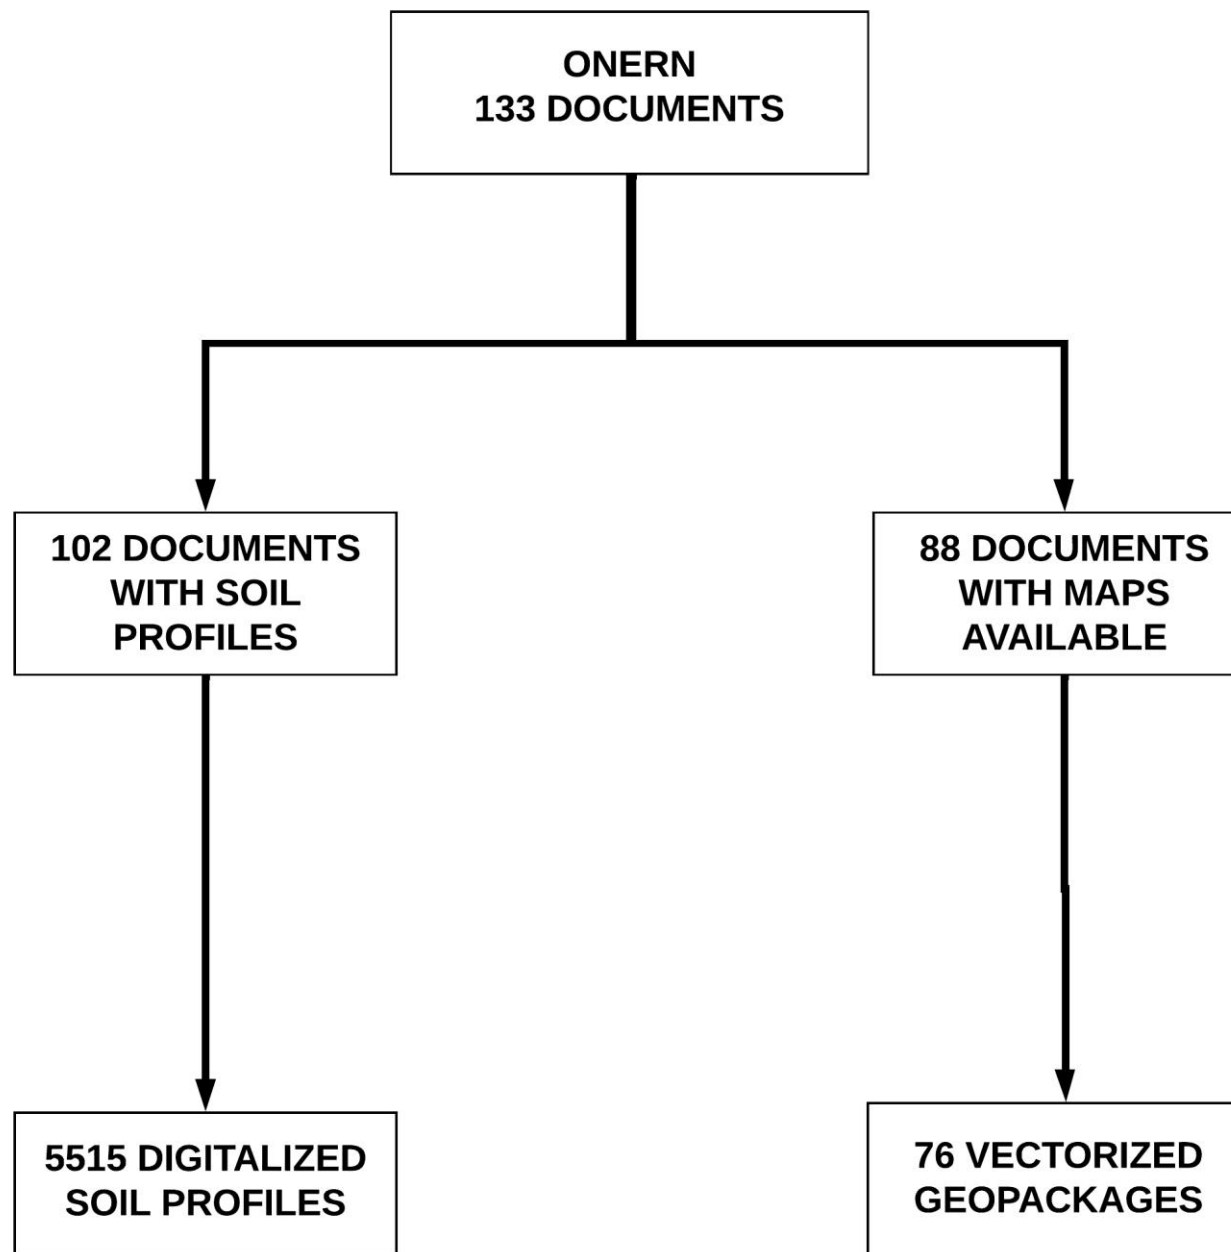 ONERN
133 DOCUMENTS
102 DOCUMENTS
WITH SOIL
PROFILES
88 DOCUMENTS
WITH MAPS
AVAILABLE
5515 DIGITALIZED
SOIL PROFILES
76 VECTORIZED
GEOPACKAGES